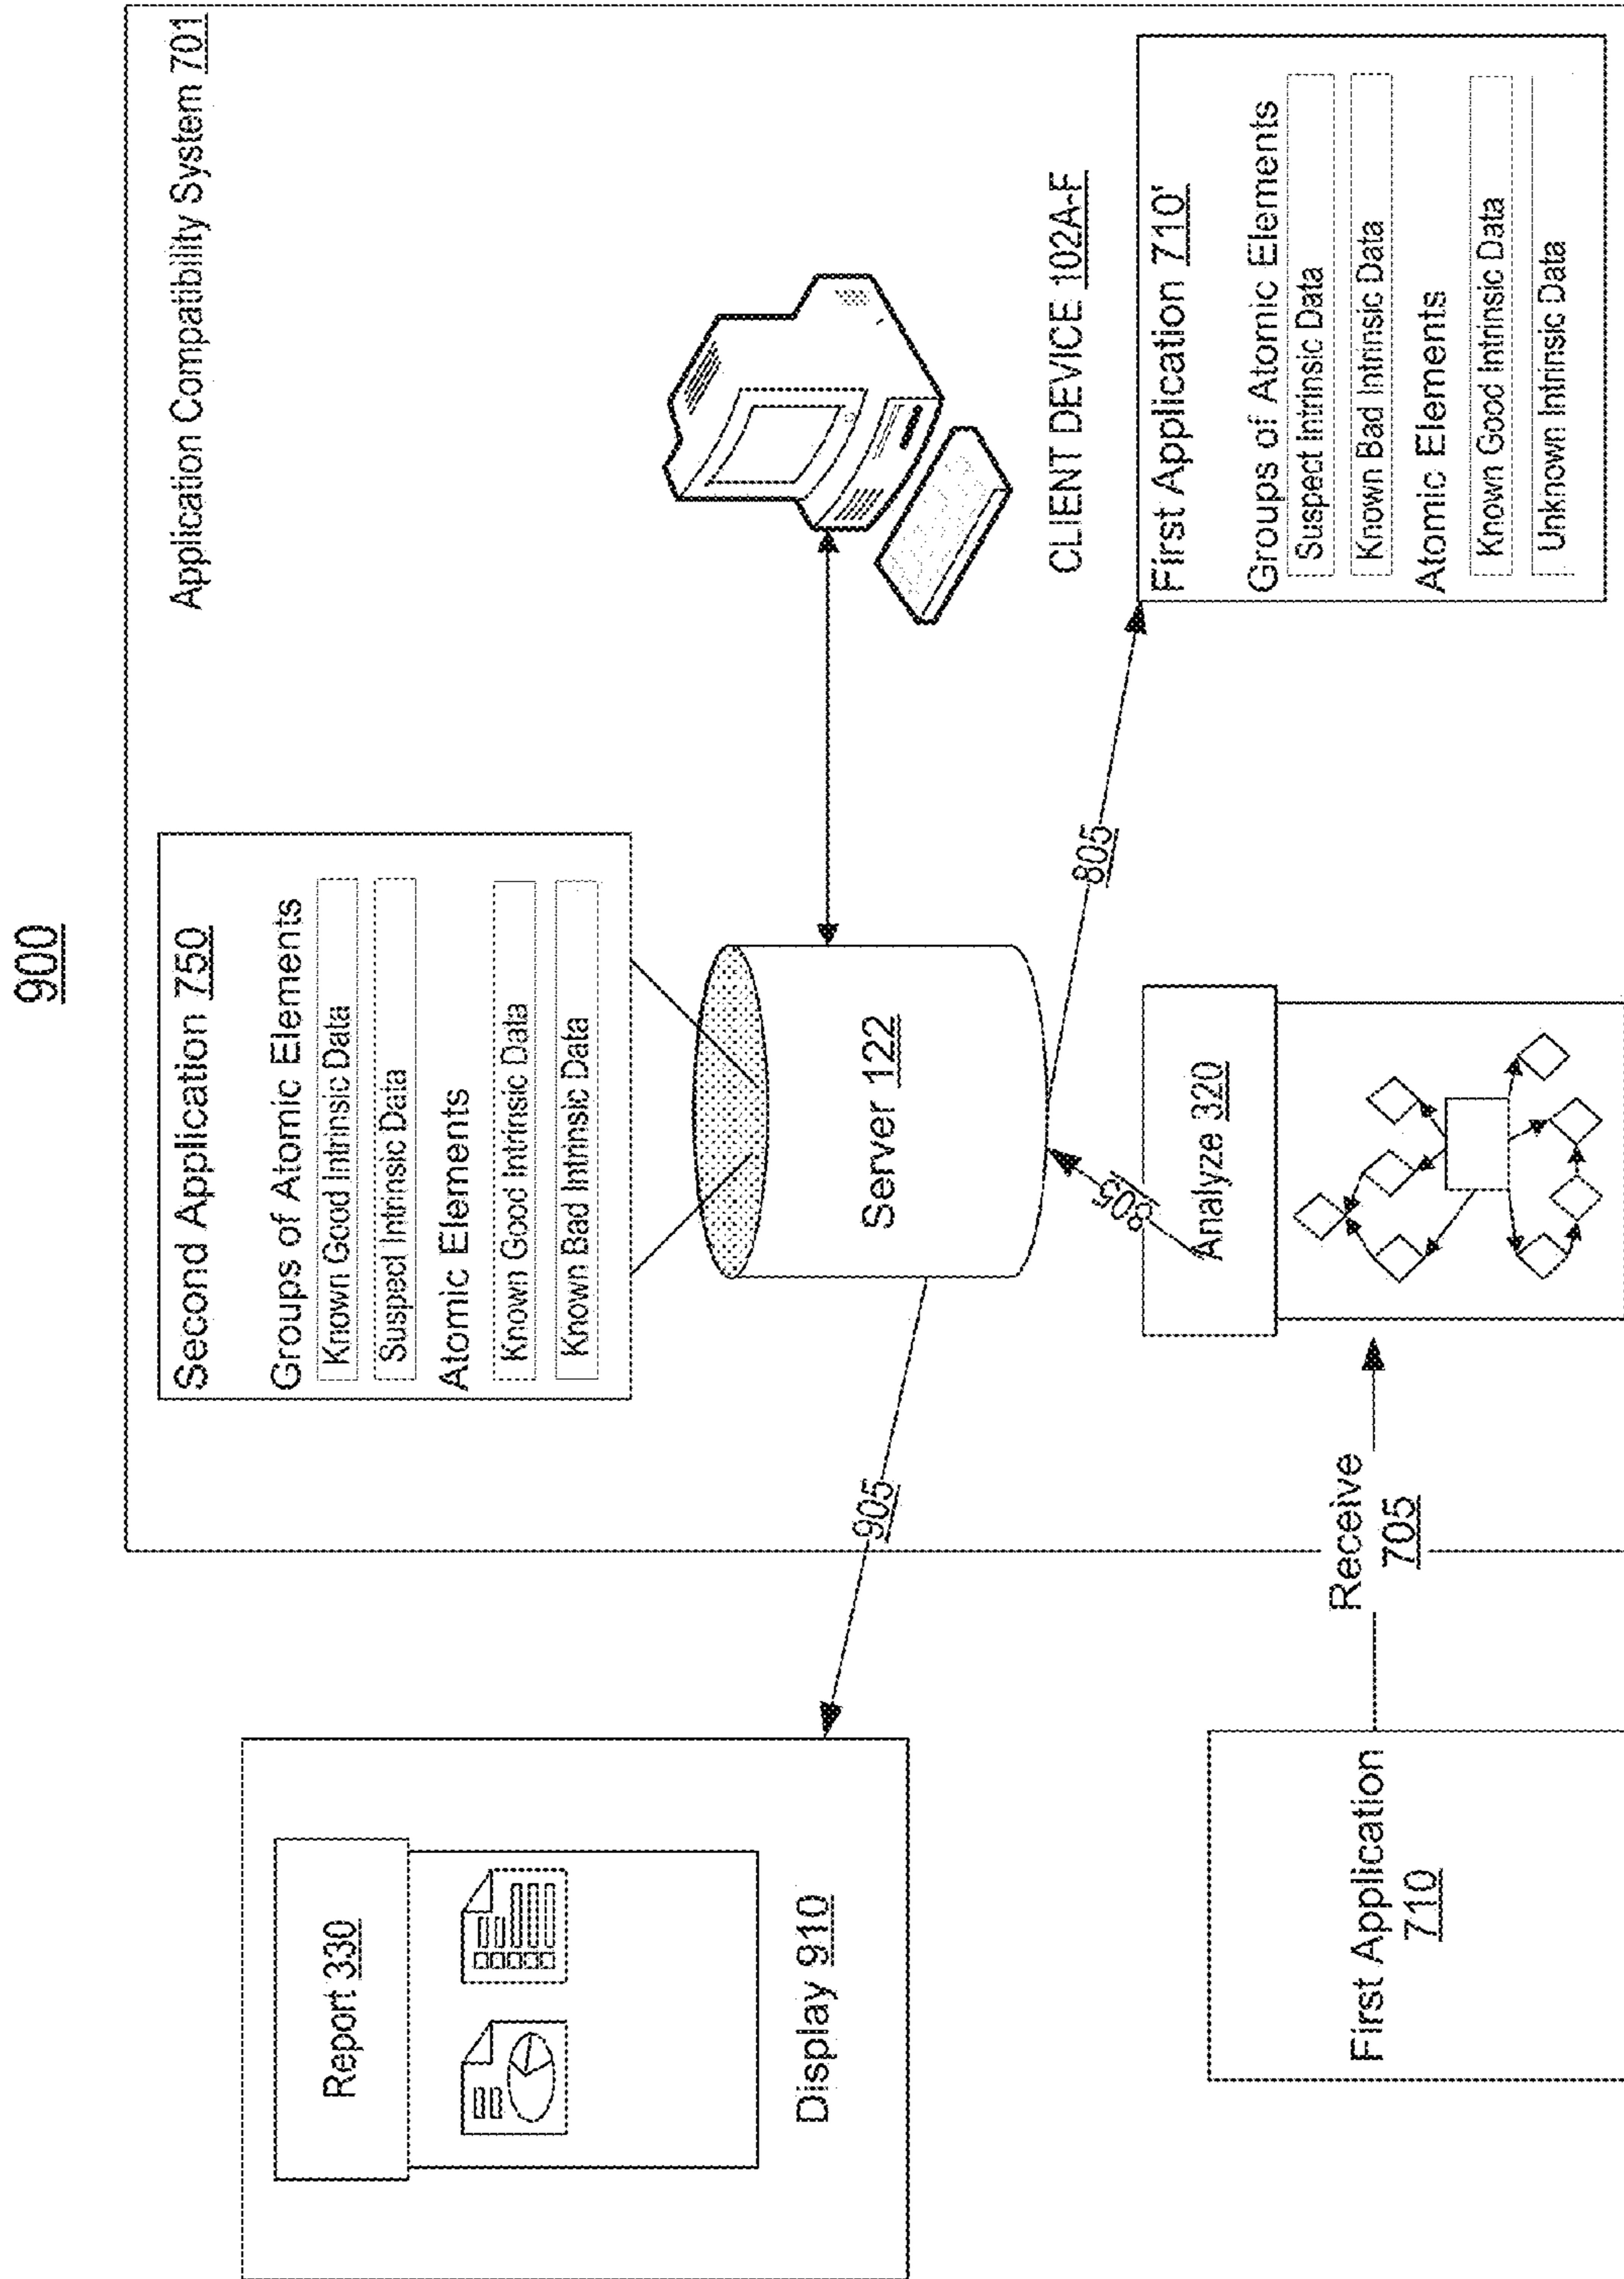 900
Application Compatibility System 701
Second Application 750
Groups of Atomic Elements
Known Good Intrinsic Data
Suspect Intrinsic Data
Atomic Elements
Known Good Intrinsic Data
Known Bad Intrinsic Data
Report 330
Display 910
905
Server 122
CLIENT DEVICE 102A-F
805
805
First Application
710
Receive
705
Analyze 320
First Application 710'
Groups of Atomic Elements
Suspect Intrinsic Data
Known Bad Intrinsic Data
Atomic Elements
Known Good Intrinsic Data
Unknown Intrinsic Data